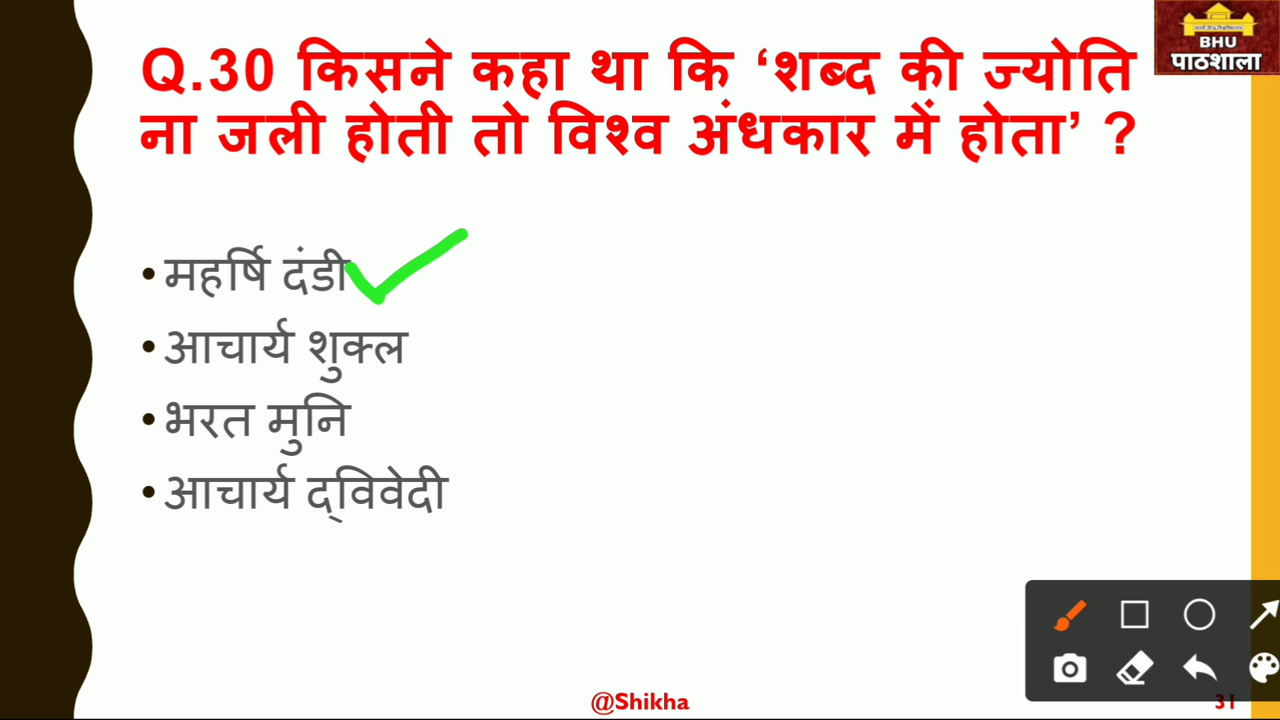 BHU
पाठशाला
Q.30 किसने कहा था कि ‘शब्द की ज्योति
ना जली होती तो विश्व अंधकार में होता’ ?
• महर्षि दंडी
• आचार्य शुक्ल
• भरत मुनि
• आचार्य द्विवेदी
@Shikha
31